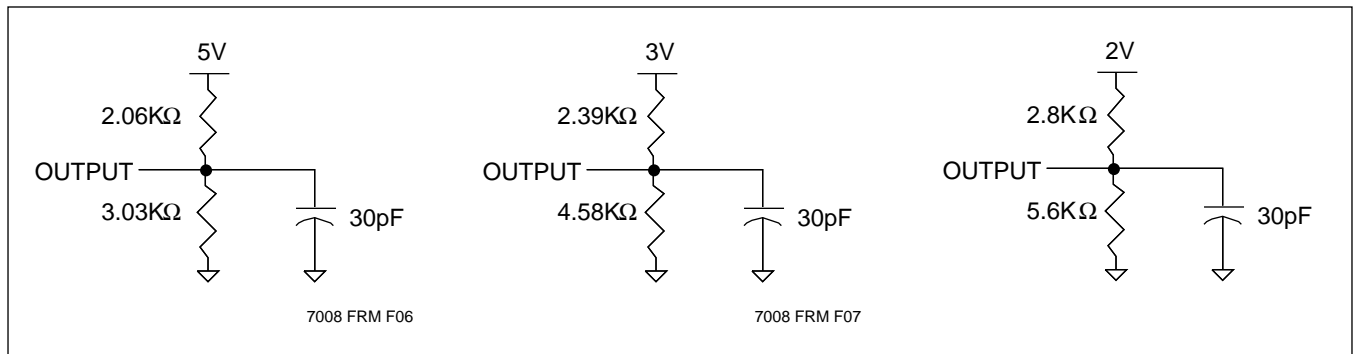 5V
2.06KΩ
OUTPUT
3.03KΩ
30pF
7008 FRM F06
3V
2.39KΩ
OUTPUT
4.58KΩ
30pF
7008 FRM F07
2V
2.8KΩ
OUTPUT
5.6KΩ
30pF